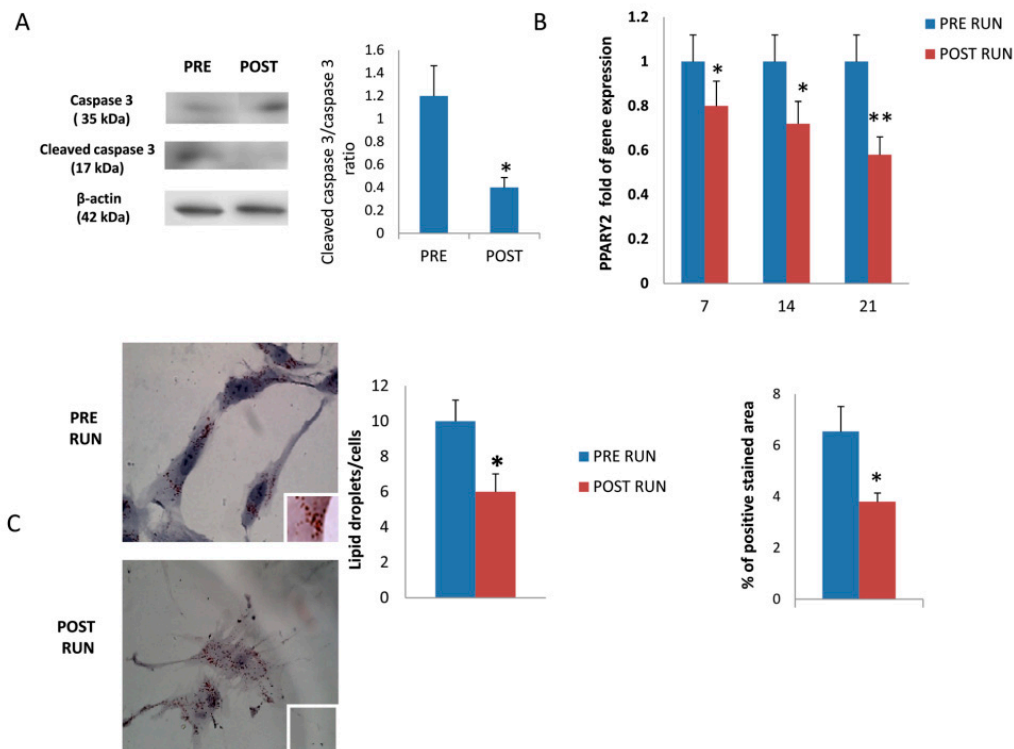 A
PRE POST
Caspase 3
( 35 kDa)
Cleaved caspase 3
(17 kDa)
β-actin
(42 kDa)
Cleaved caspase 3/caspase 3
ratio
1.6
1.4
1.2
1
0.8
0.6
0.4
0.2
0
*
PRE POST
B
PPARY2 fold of gene expression
1.2
1
0.8
0.6
0.4
0.2
0
*
*
**
7 14 21
PRE RUN
POST RUN
C
PRE
RUN
POST
RUN
Lipid droplets/cells
12
10
8
6
4
2
0
*
PRE RUN
POST RUN
% of positive stained area
8
6
4
2
0
*